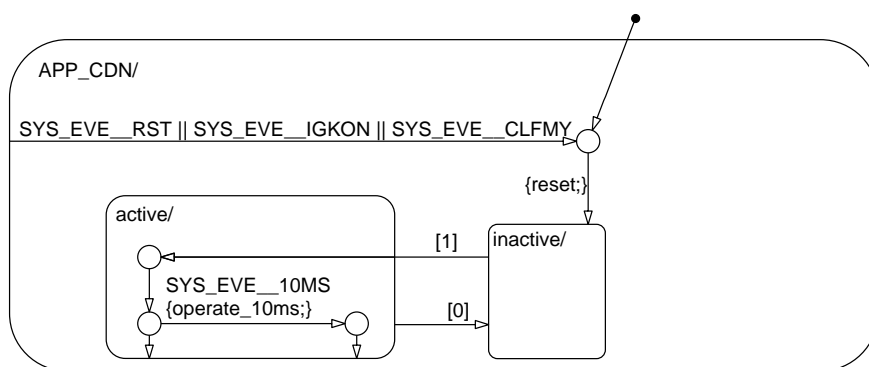 APP_CDN/
SYS_EVE__RST || SYS_EVE__IGKON || SYS_EVE__CLFMY
{reset;}
active/
[1]
inactive/
SYS_EVE__10MS
{operate_10ms;}
[0]